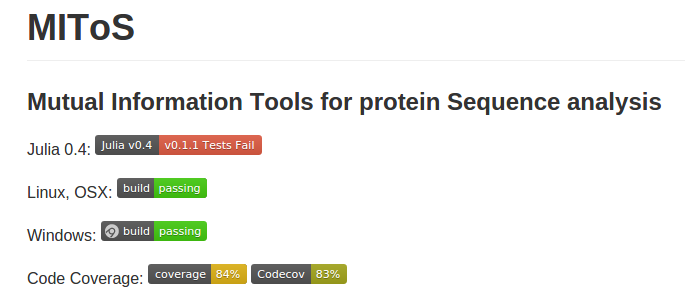 MIToS
Mutual Information Tools for protein Sequence analysis
Julia 0.4: Julia v0.4 v0.1.1 Tests Fail
Linux, OSX: build passing
Windows: build passing
Code Coverage: coverage 84% Codecov 83%